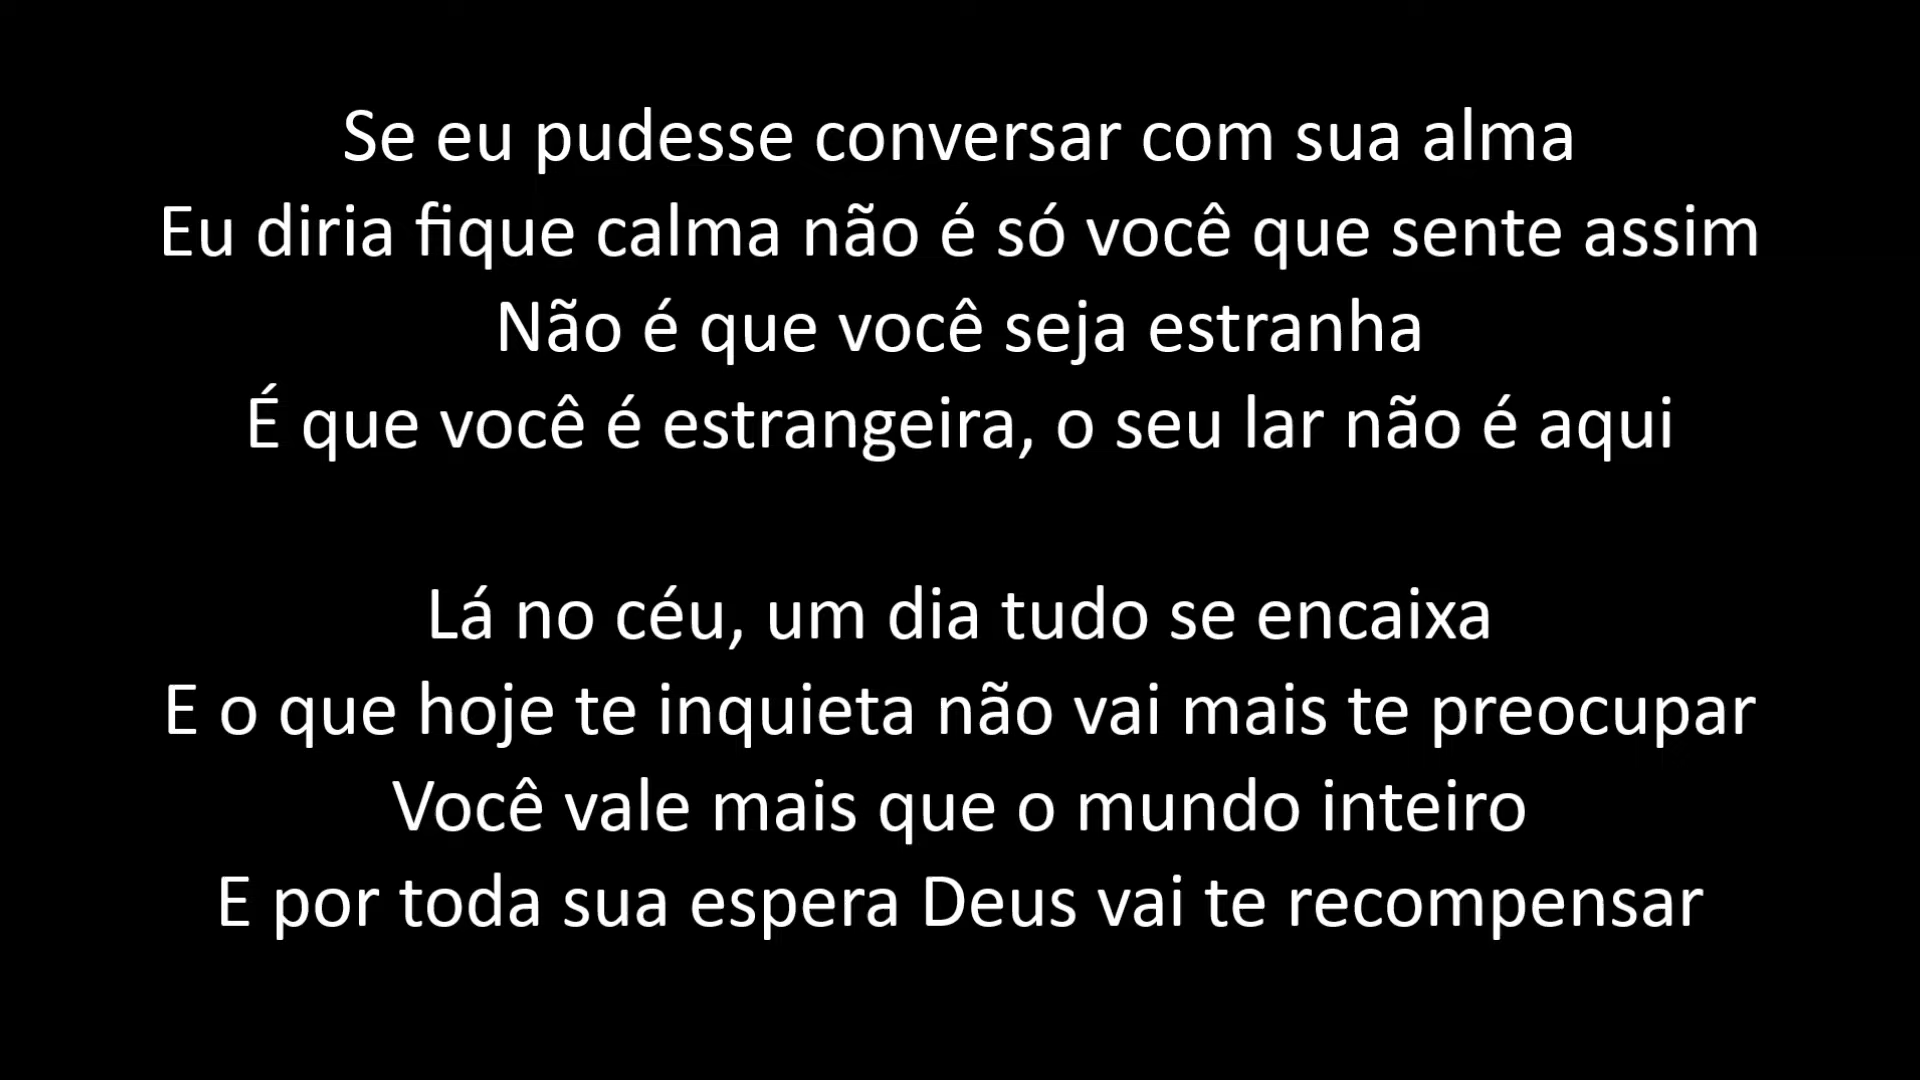 Se eu pudesse conversar com sua alma
Eu diria fique calma não é só você que sente assim
Não é que você seja estranha
É que você é estrangeira, o seu lar não é aqui
Lá no céu, um dia tudo se encaixa
E o que hoje te inquieta não vai mais te preocupar
Você vale mais que o mundo inteiro
E por toda sua espera Deus vai te recompensar